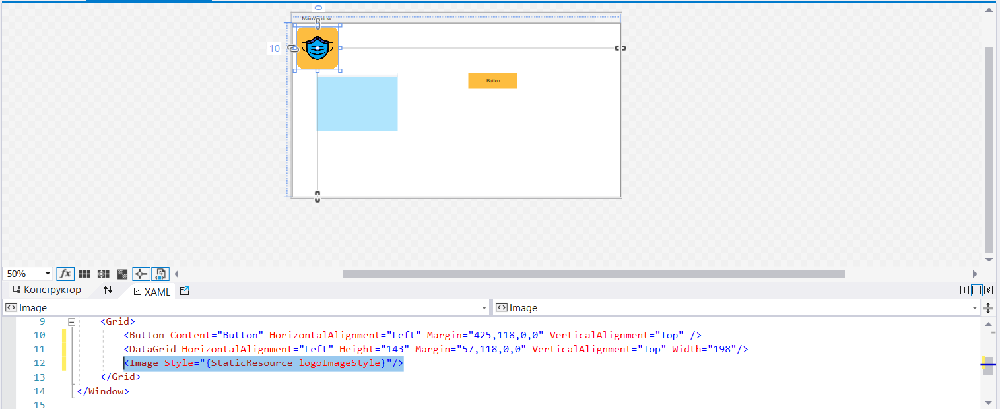 0
MainWindow
10
Button
50%
fx
Конструктор
XAML
Image
Image
9 <Grid>
10 <Button Content="Button" HorizontalAlignment="Left" Margin="425,118,0,0" VerticalAlignment="Top" />
11 <DataGrid HorizontalAlignment="Left" Height="143" Margin="57,118,0,0" VerticalAlignment="Top" Width="198"/>
12 <Image Style="{StaticResource logoImageStyle}"/>
13 </Grid>
14 </Window>
15